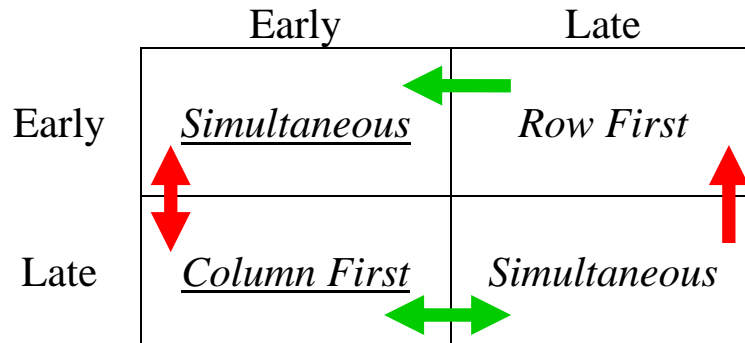 Early Late
Early Simultaneous Row First
Late Column First Simultaneous